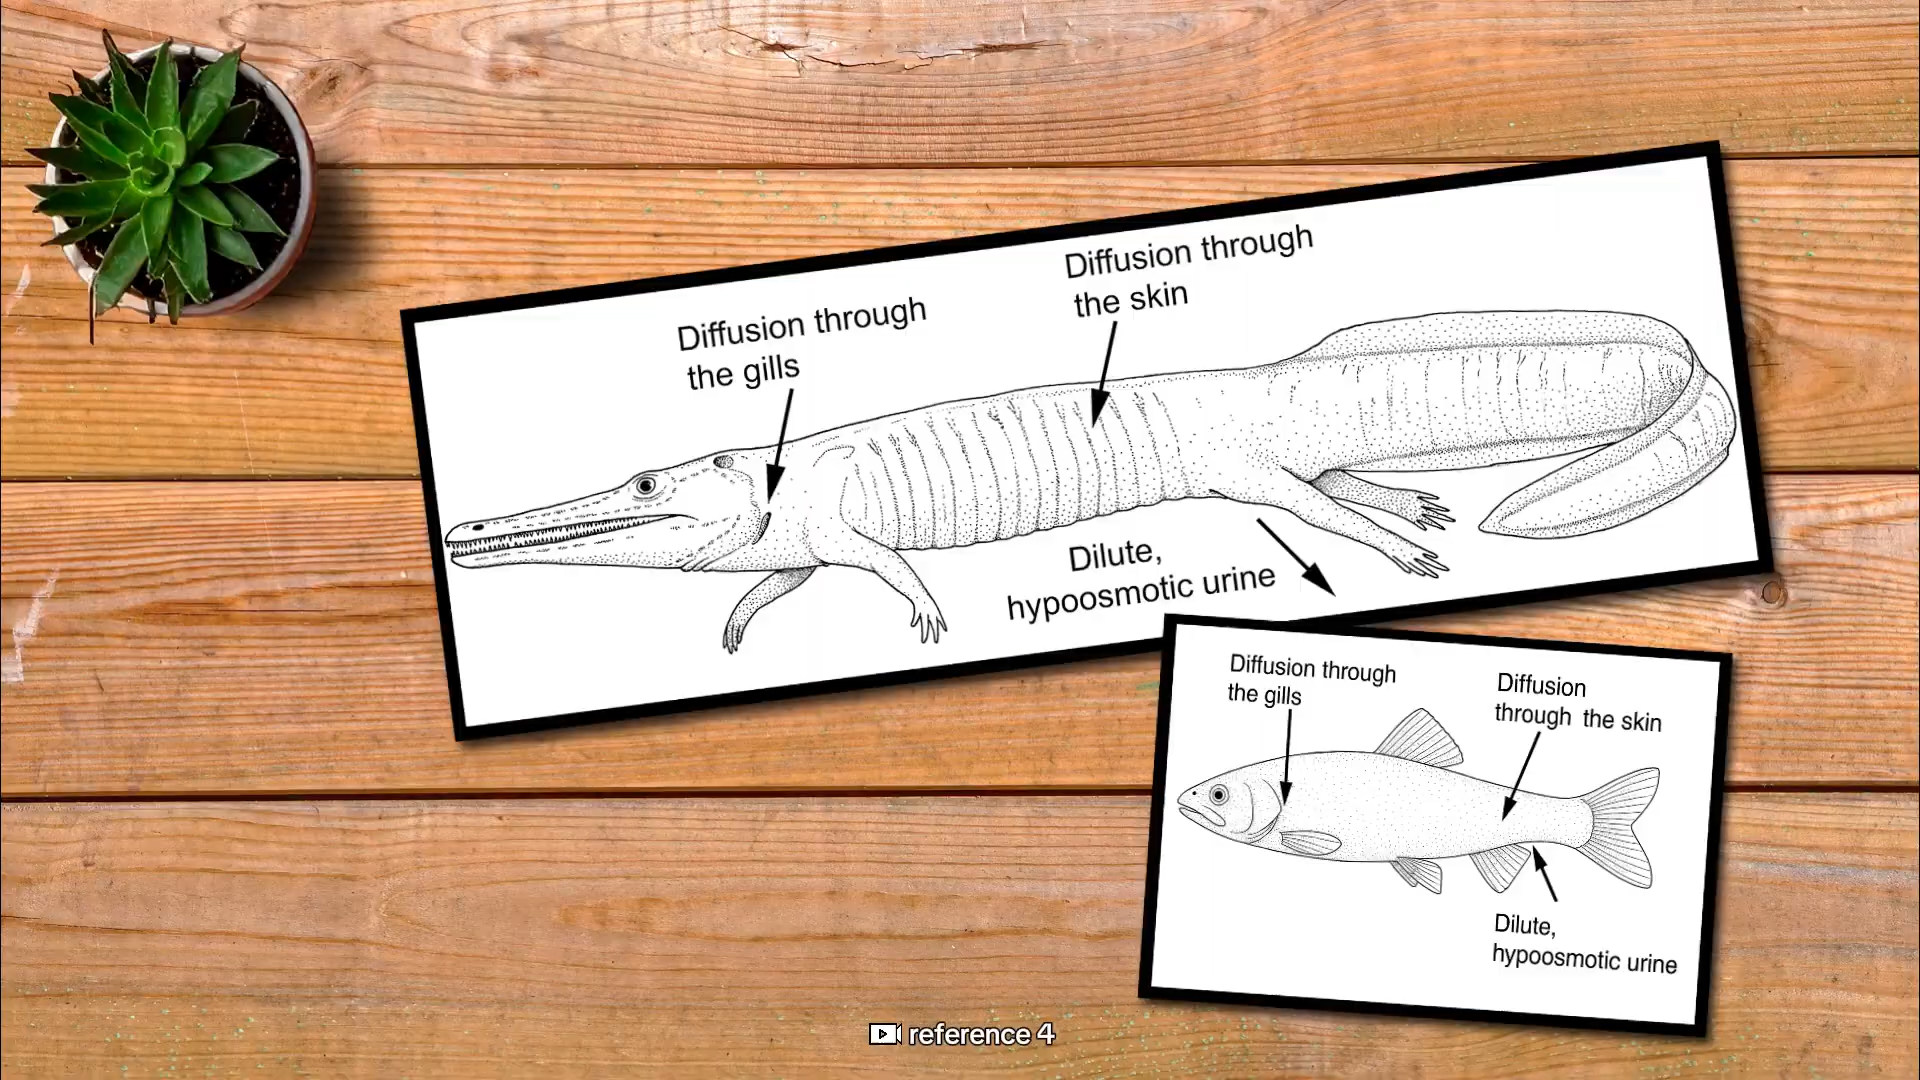 Diffusion through
the gills
Diffusion through
the skin
Dilute,
hypoosmotic urine
Diffusion through
the gills
Diffusion
through the skin
Dilute,
hypoosmotic urine
reference 4